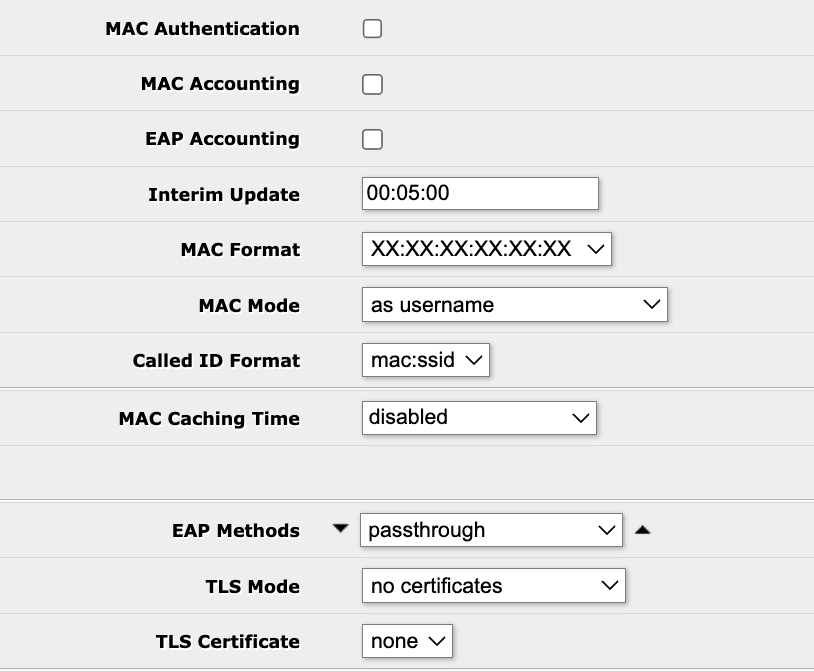 MAC Authentication
MAC Accounting
EAP Accounting
Interim Update 00:05:00
MAC Format XX:XX:XX:XX:XX:XX
MAC Mode as username
Called ID Format mac:ssid
MAC Caching Time disabled
EAP Methods passthrough
TLS Mode no certificates
TLS Certificate none